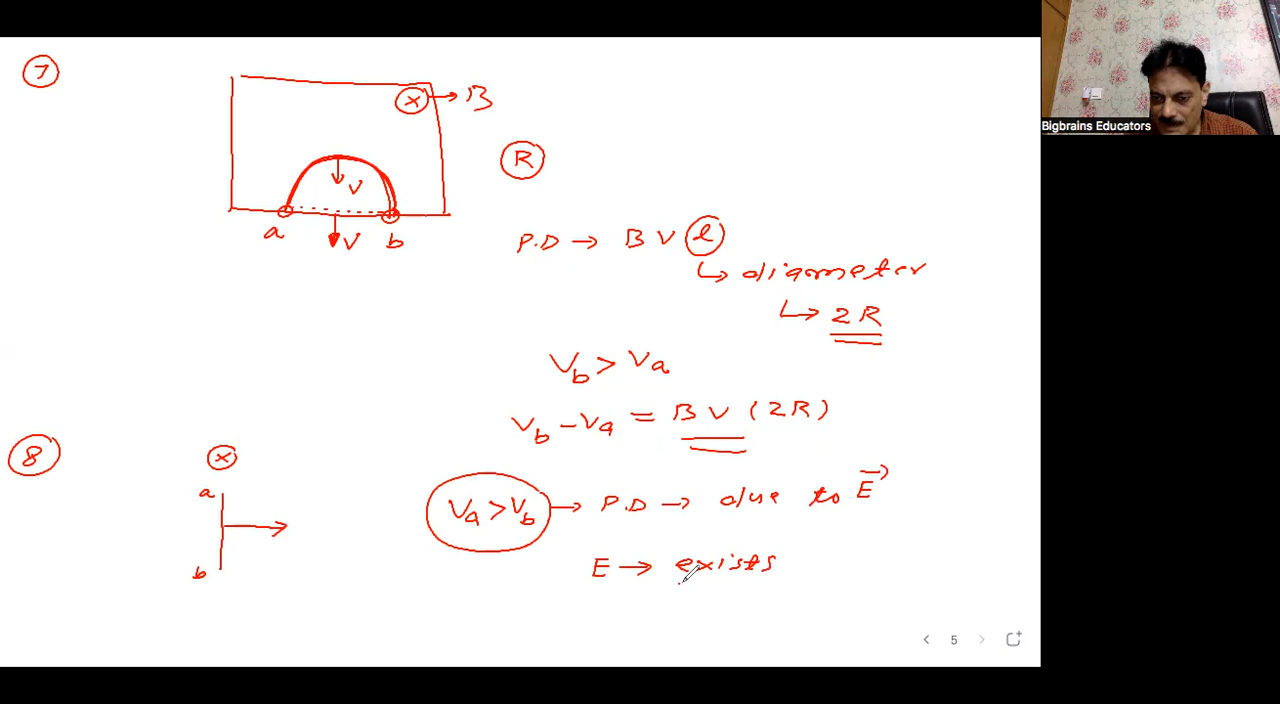 7
X → B
R
V
a V b
P.D → B V l
↳ diameter
↳ 2R
V_b > V_a
V_b - V_a = B V (2R)
8
X
a
b
V_a > V_b → P.D → due to E⃗
E → exists
Bigbrains Educators
< 5 >